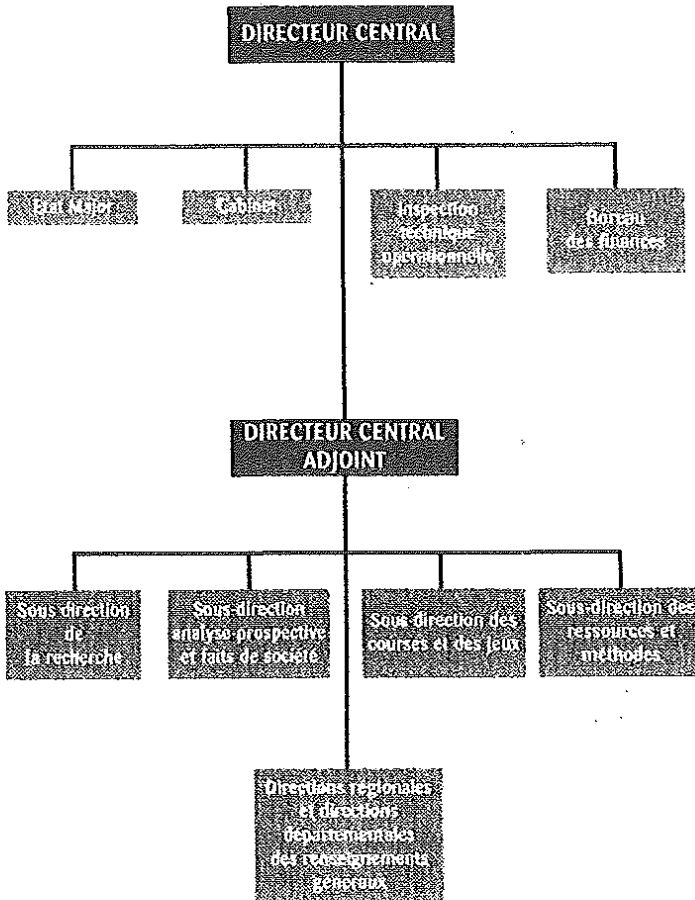 DIRECTEUR CENTRAL
Etat Major
Cabinet
Inspection
technique
opérationnelle
Bureau
des finances
DIRECTEUR CENTRAL
ADJOINT
Sous-direction
de
la recherche
Sous-direction
analyse prospective
et faits de société
Sous direction des
courses et des jeux
Sous-direction des
ressources et
méthodes
Directions régionales
et directions
départementales
des renseignements
généraux